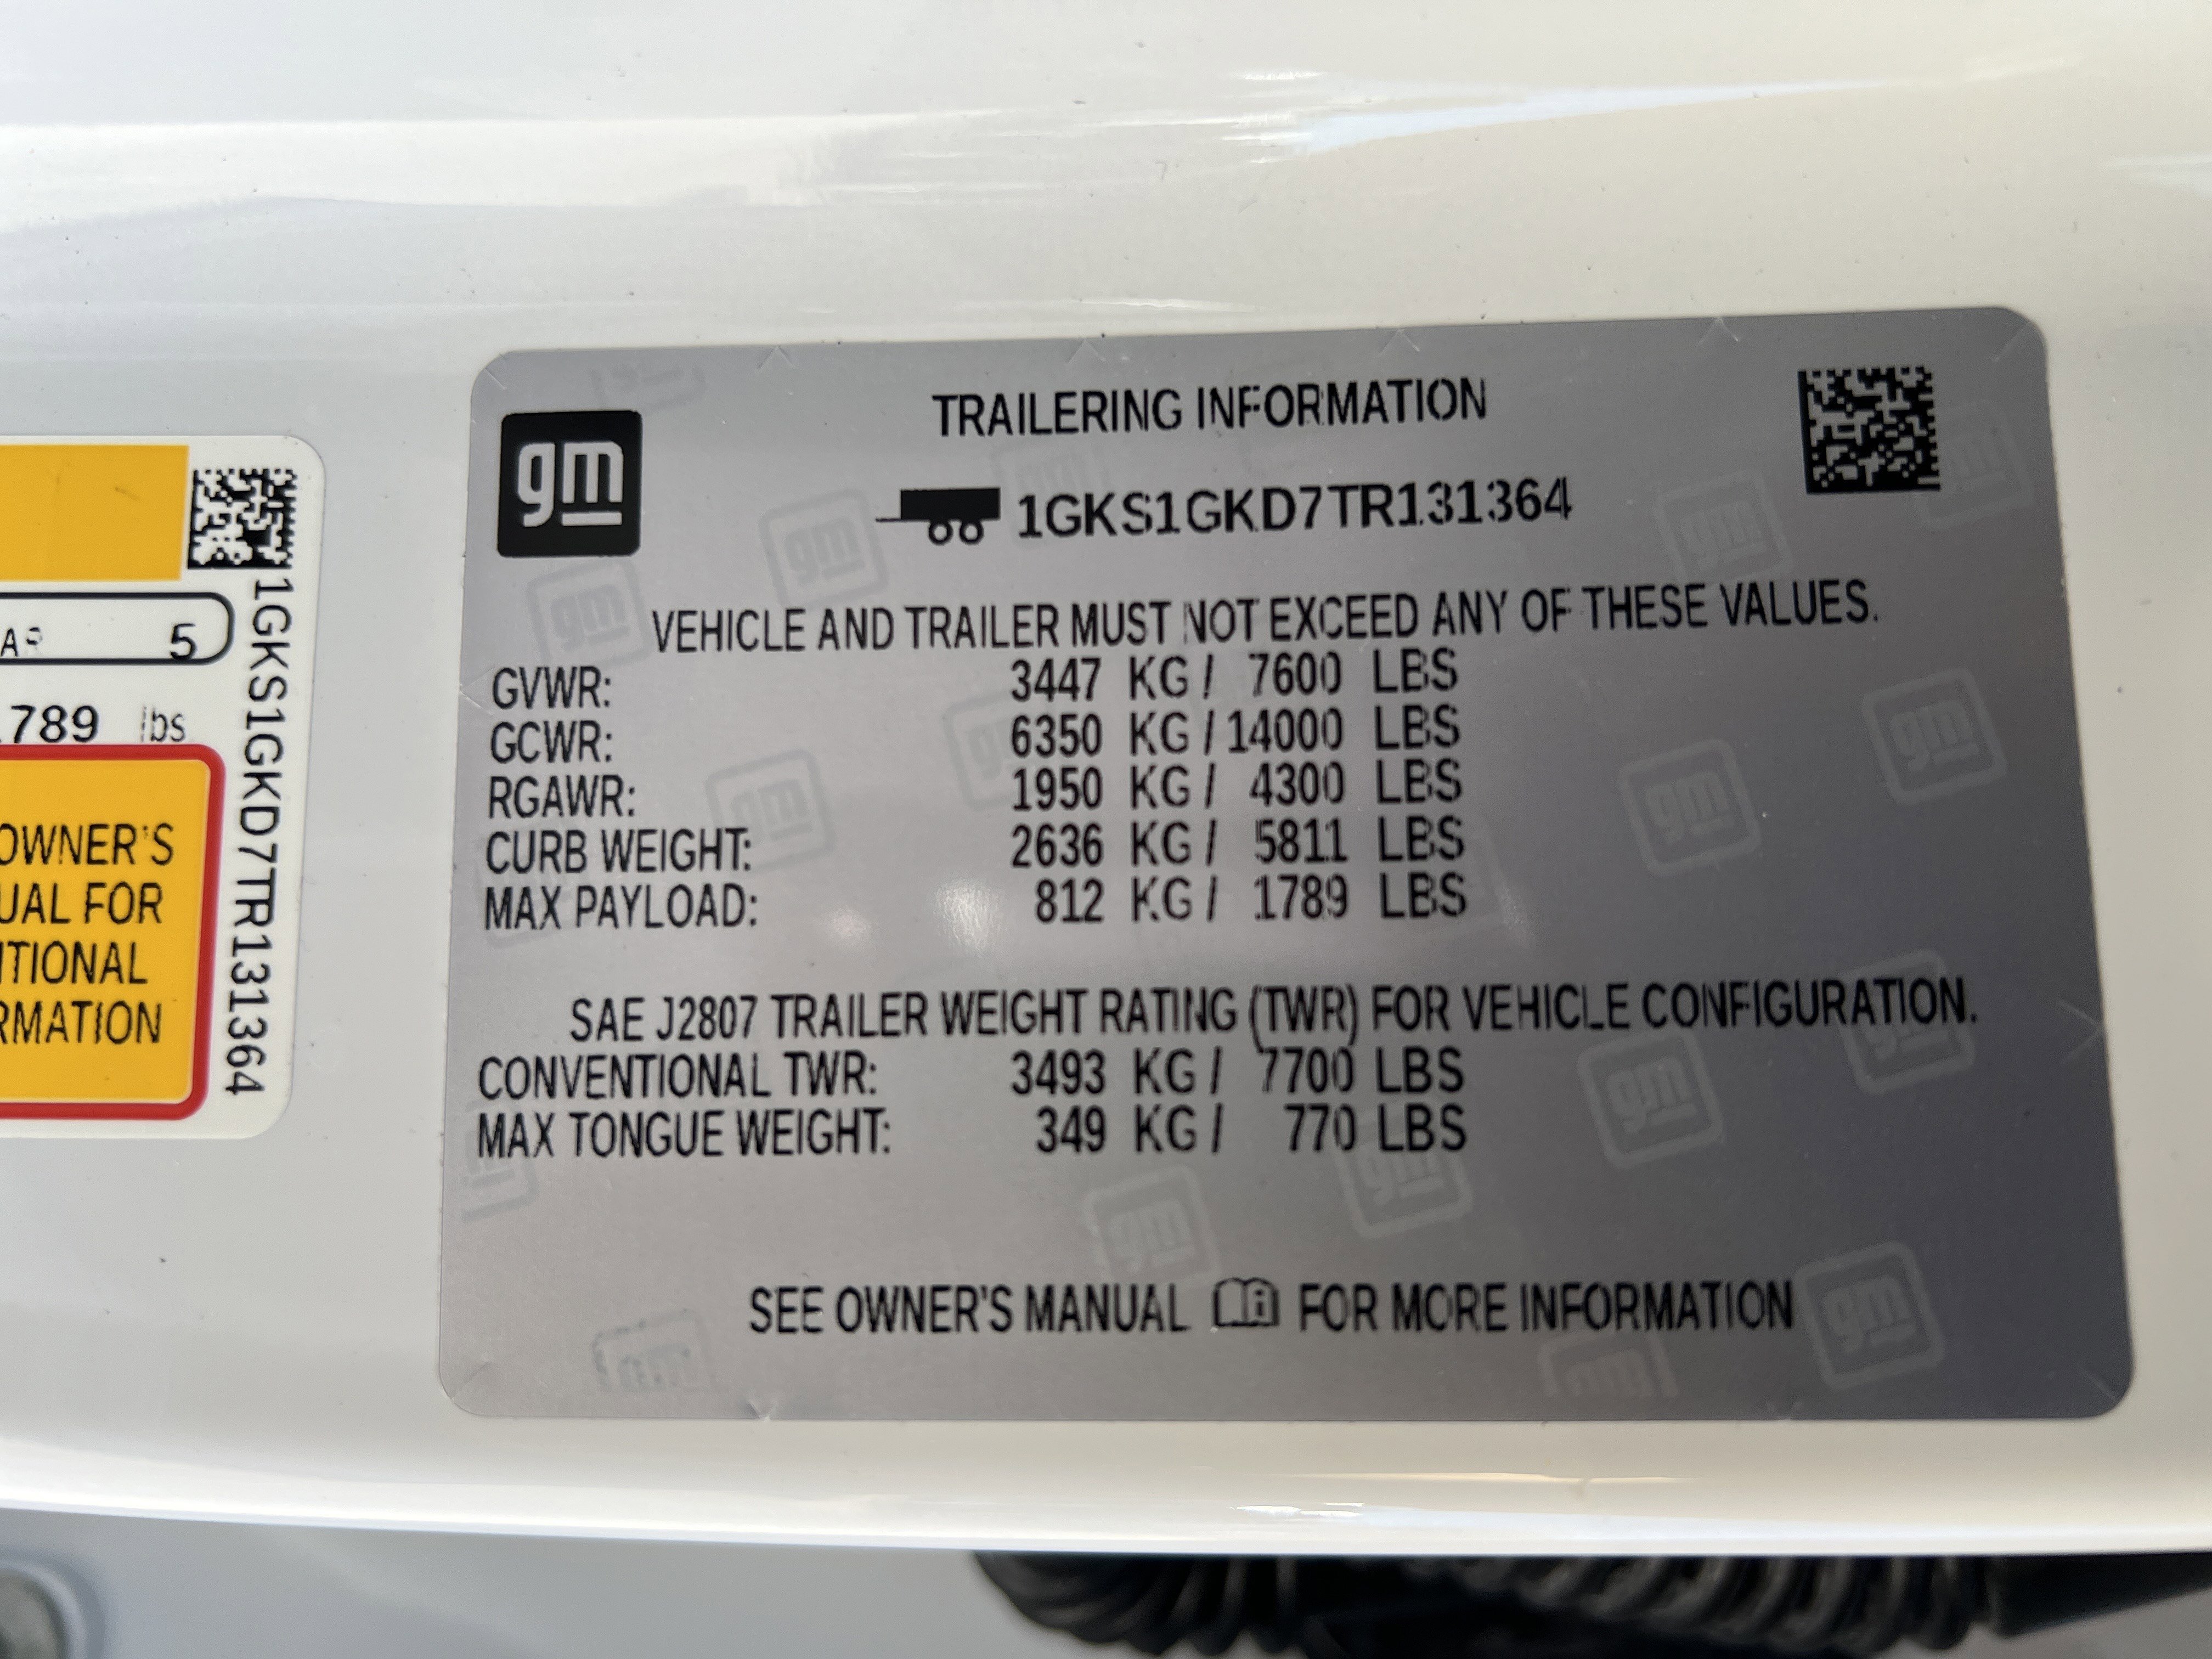 5
789 lbs
OWNER'S
UAL FOR
ITIONAL
RMATION
1GKS1GKD7TR131364
gm
TRAILERING INFORMATION
1GKS1GKD7TR131364
VEHICLE AND TRAILER MUST NOT EXCEED ANY OF THESE VALUES.
GVWR: 3447 KG / 7600 LBS
GCWR: 6350 KG / 14000 LBS
RGAWR: 1950 KG / 4300 LBS
CURB WEIGHT: 2636 KG / 5811 LBS
MAX PAYLOAD: 812 KG / 1789 LBS
SAE J2807 TRAILER WEIGHT RATING (TWR) FOR VEHICLE CONFIGURATION.
CONVENTIONAL TWR: 3493 KG / 7700 LBS
MAX TONGUE WEIGHT: 349 KG / 770 LBS
SEE OWNER'S MANUAL FOR MORE INFORMATION